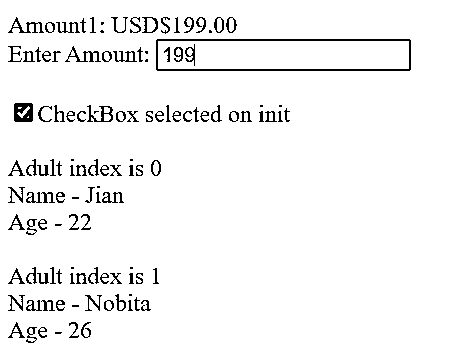 Amount1: USD$199.00
Enter Amount: 199
CheckBox selected on init
Adult index is 0
Name - Jian
Age - 22
Adult index is 1
Name - Nobita
Age - 26